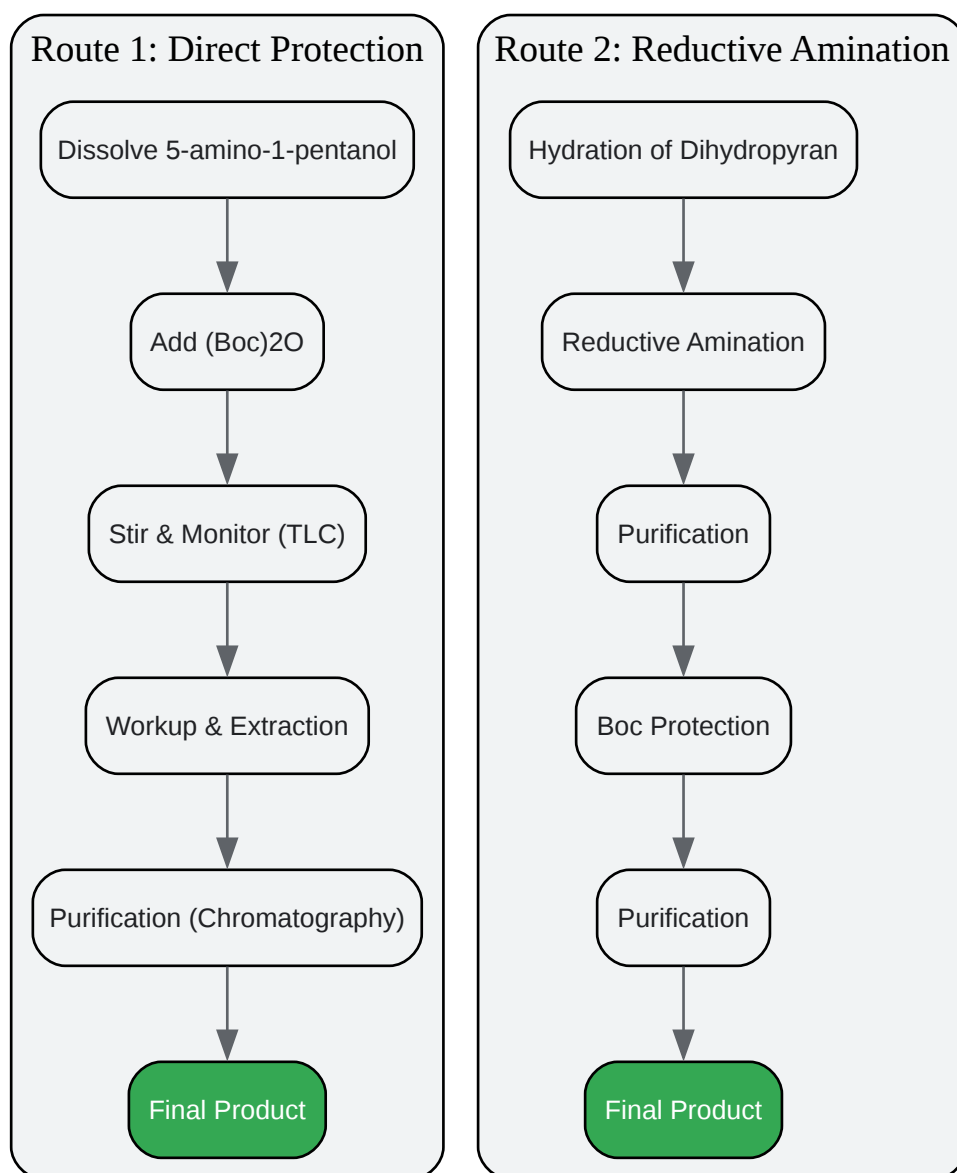 Route 1: Direct Protection
Dissolve 5-amino-1-pentanol
Add (Boc)2O
Stir & Monitor (TLC)
Workup & Extraction
Purification (Chromatography)
Final Product
Route 2: Reductive Amination
Hydration of Dihydropyran
Reductive Amination
Purification
Boc Protection
Purification
Final Product